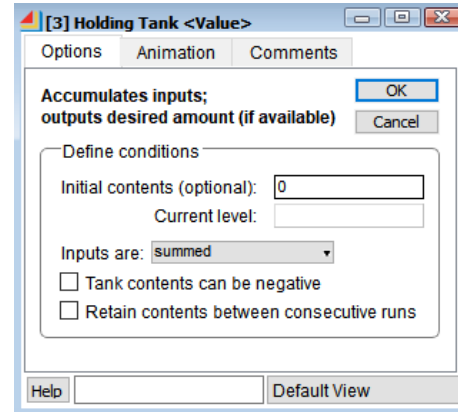 [3] Holding Tank <Value>
Options Animation Comments
Accumulates inputs;
outputs desired amount (if available)
OK
Cancel
Define conditions
Initial contents (optional): 0
Current level:
Inputs are: summed
Tank contents can be negative
Retain contents between consecutive runs
Help Default View